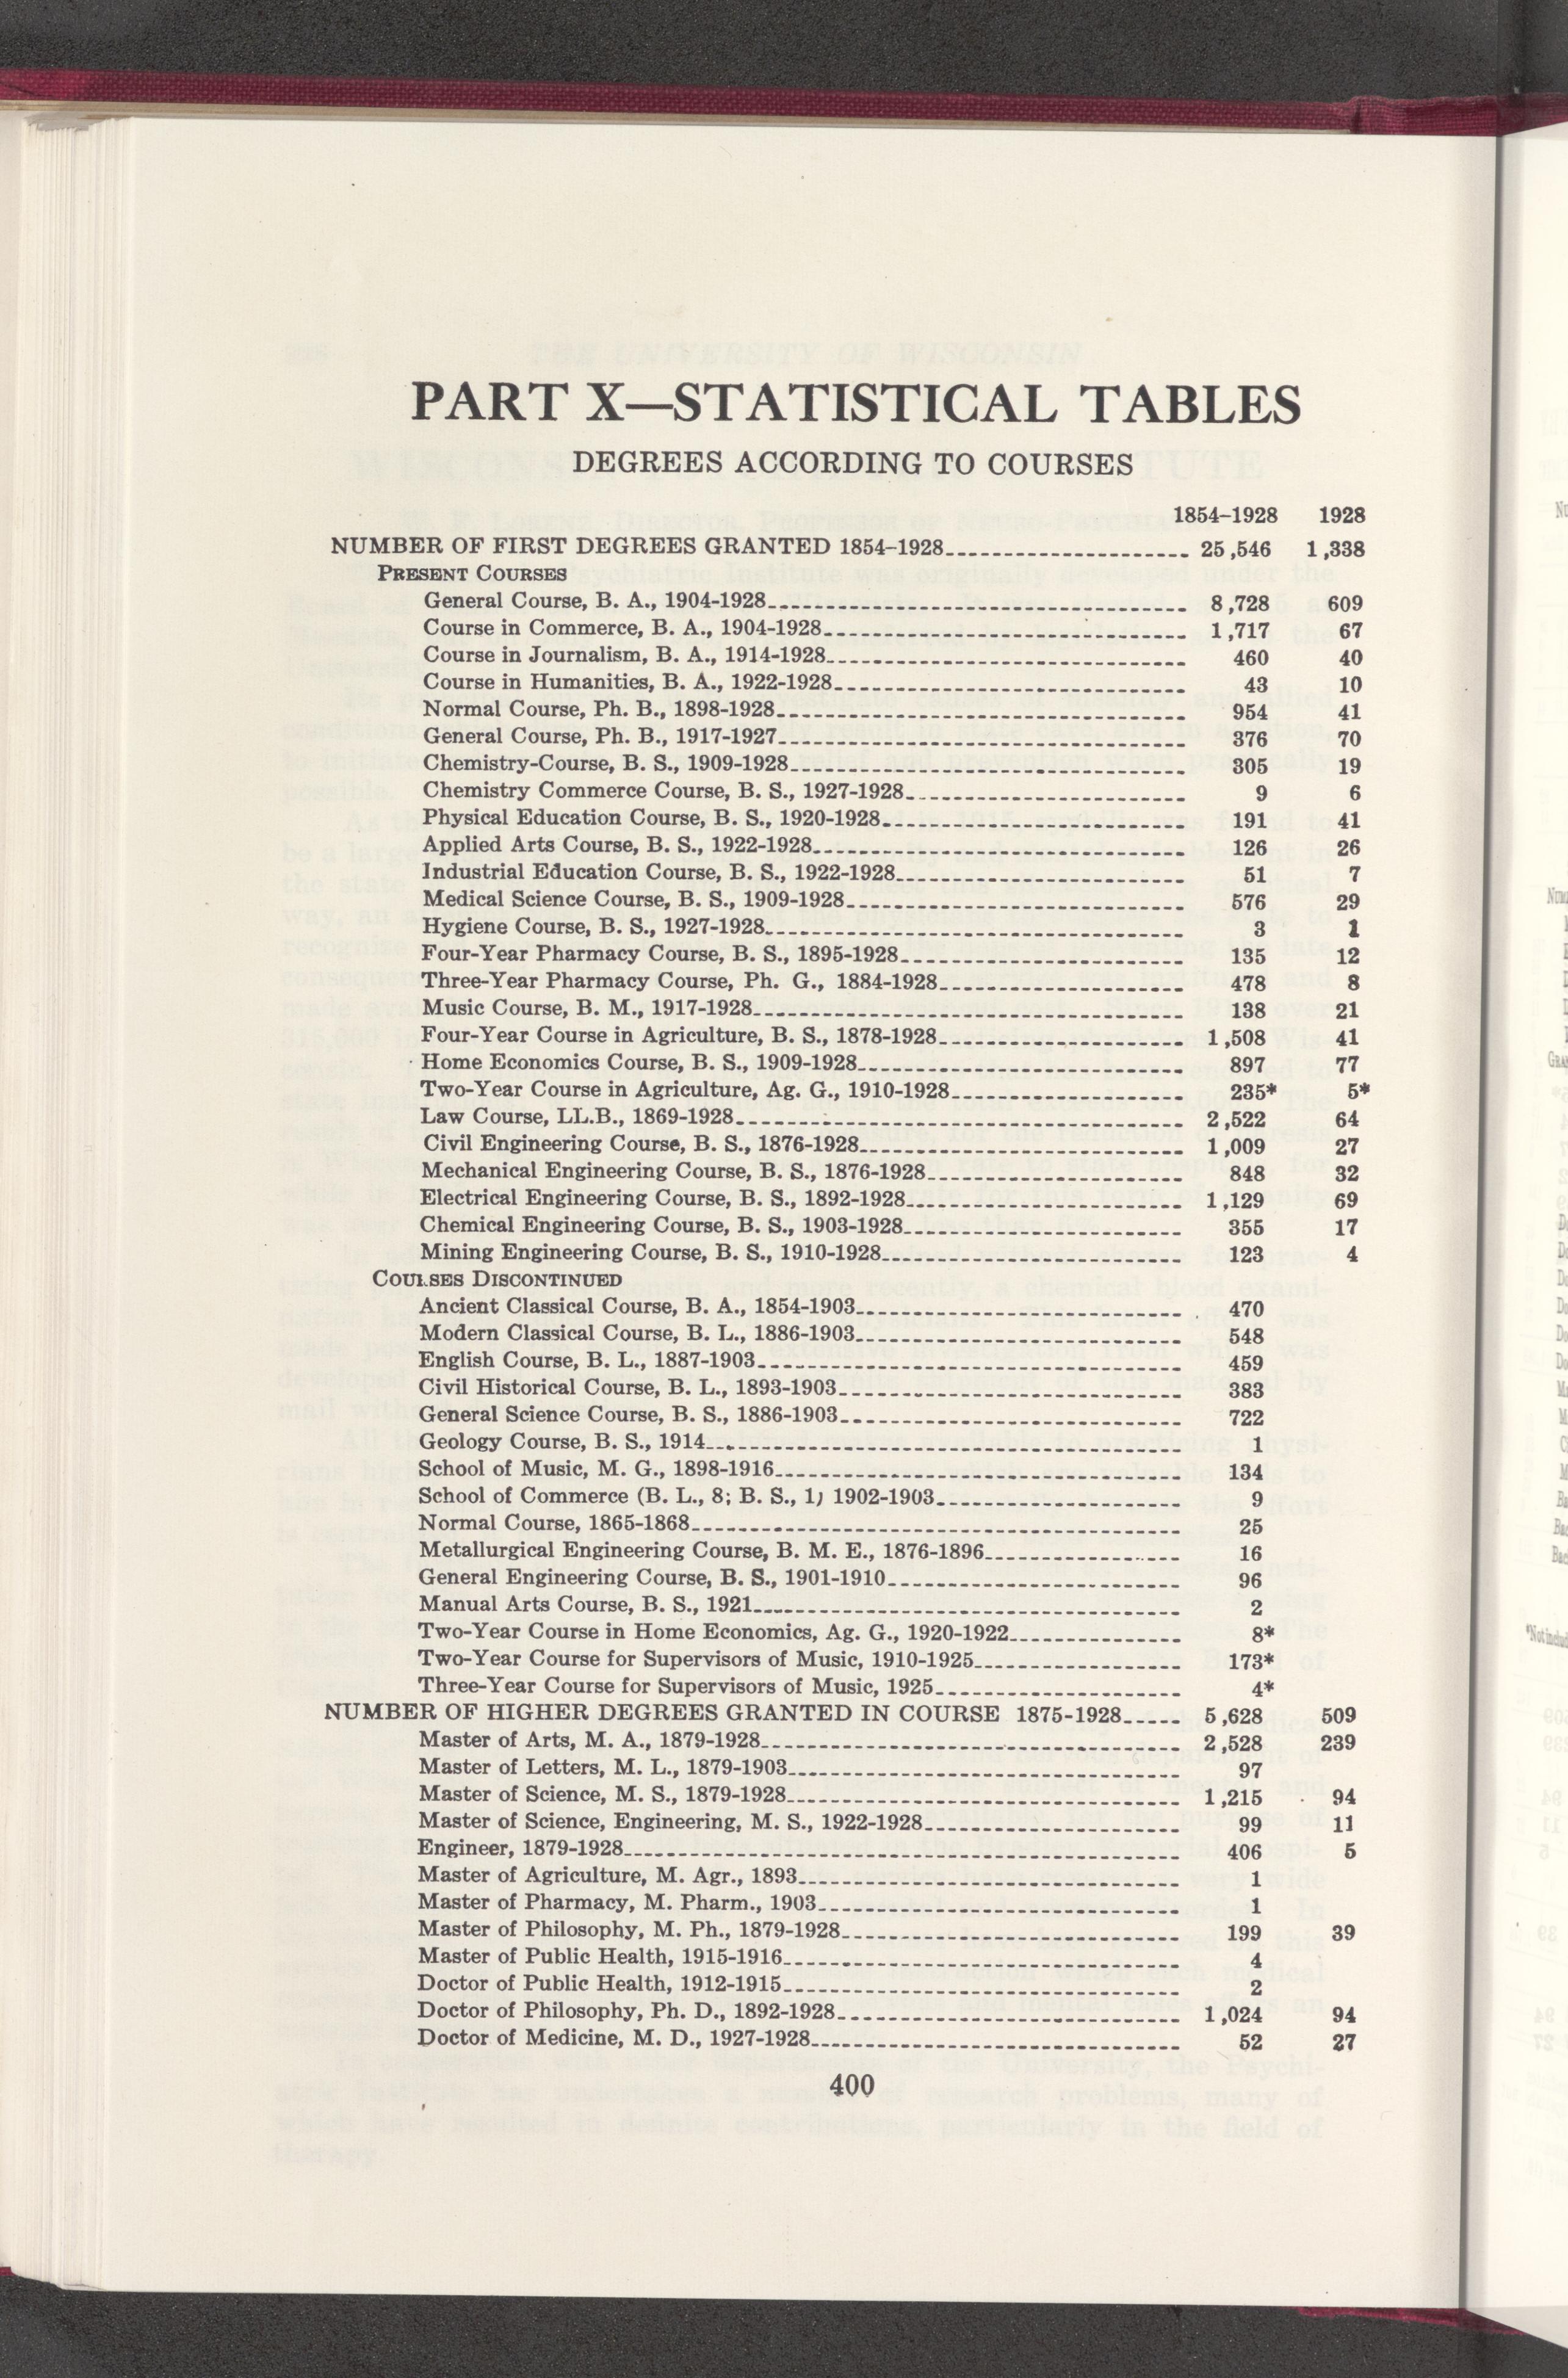 PART X—STATISTICAL TABLES
DEGREES ACCORDING TO COURSES
1854-1928 1928
NUMBER OF FIRST DEGREES GRANTED 1854-1928 25,546 1,338
PRESENT COURSES
General Course, B. A., 1904-1928 8,728 609
Course in Commerce, B. A., 1904-1928 1,717 67
Course in Journalism, B. A., 1914-1928 460 40
Course in Humanities, B. A., 1922-1928 43 10
Normal Course, Ph. B., 1898-1928 954 41
General Course, Ph. B., 1917-1927 376 70
Chemistry-Course, B. S., 1909-1928 305 19
Chemistry Commerce Course, B. S., 1927-1928 9 6
Physical Education Course, B. S., 1920-1928 191 41
Applied Arts Course, B. S., 1922-1928 126 26
Industrial Education Course, B. S., 1922-1928 51 7
Medical Science Course, B. S., 1909-1928 576 29
Hygiene Course, B. S., 1927-1928 3 1
Four-Year Pharmacy Course, B. S., 1895-1928 135 12
Three-Year Pharmacy Course, Ph. G., 1884-1928 478 8
Music Course, B. M., 1917-1928 138 21
Four-Year Course in Agriculture, B. S., 1878-1928 1,508 41
Home Economics Course, B. S., 1909-1928 897 77
Two-Year Course in Agriculture, Ag. G., 1910-1928 235* 5*
Law Course, LL.B., 1869-1928 2,522 64
Civil Engineering Course, B. S., 1876-1928 1,009 27
Mechanical Engineering Course, B. S., 1876-1928 848 32
Electrical Engineering Course, B. S., 1892-1928 1,129 69
Chemical Engineering Course, B. S., 1903-1928 355 17
Mining Engineering Course, B. S., 1910-1928 123 4
COURSES DISCONTINUED
Ancient Classical Course, B. A., 1854-1903 470
Modern Classical Course, B. L., 1886-1903 548
English Course, B. L., 1887-1903 459
Civil Historical Course, B. L., 1893-1903 383
General Science Course, B. S., 1886-1903 722
Geology Course, B. S., 1914 1
School of Music, M. G., 1898-1916 134
School of Commerce (B. L., 8; B. S., 1) 1902-1903 9
Normal Course, 1865-1868 25
Metallurgical Engineering Course, B. M. E., 1876-1896 16
General Engineering Course, B. S., 1901-1910 96
Manual Arts Course, B. S., 1921 2
Two-Year Course in Home Economics, Ag. G., 1920-1922 8*
Two-Year Course for Supervisors of Music, 1910-1925 173*
Three-Year Course for Supervisors of Music, 1925 4*
NUMBER OF HIGHER DEGREES GRANTED IN COURSE 1875-1928 5,628 509
Master of Arts, M. A., 1879-1928 2,528 239
Master of Letters, M. L., 1879-1903 97
Master of Science, M. S., 1879-1928 1,215 94
Master of Science, Engineering, M. S., 1922-1928 99 11
Engineer, 1879-1928 406 5
Master of Agriculture, M. Agr., 1893 1
Master of Pharmacy, M. Pharm., 1903 1
Master of Philosophy, M. Ph., 1879-1928 199 39
Master of Public Health, 1915-1916 4
Doctor of Public Health, 1912-1915 2
Doctor of Philosophy, Ph. D., 1892-1928 1,024 94
Doctor of Medicine, M. D., 1927-1928 52 27
400